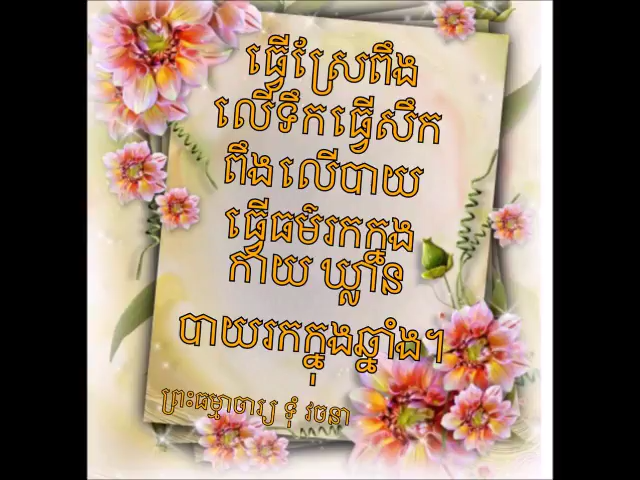 ធ្វើស្រែពឹង
លើទឹក ធ្វើសឹក
ពឹង លើបាយ
ធ្វើធម៌រកក្នុង
កាយ ឃ្លាន
បាយរកក្នុងឆ្នាំង។
ព្រះធម្មាចារ្យ ទុំ វចនា